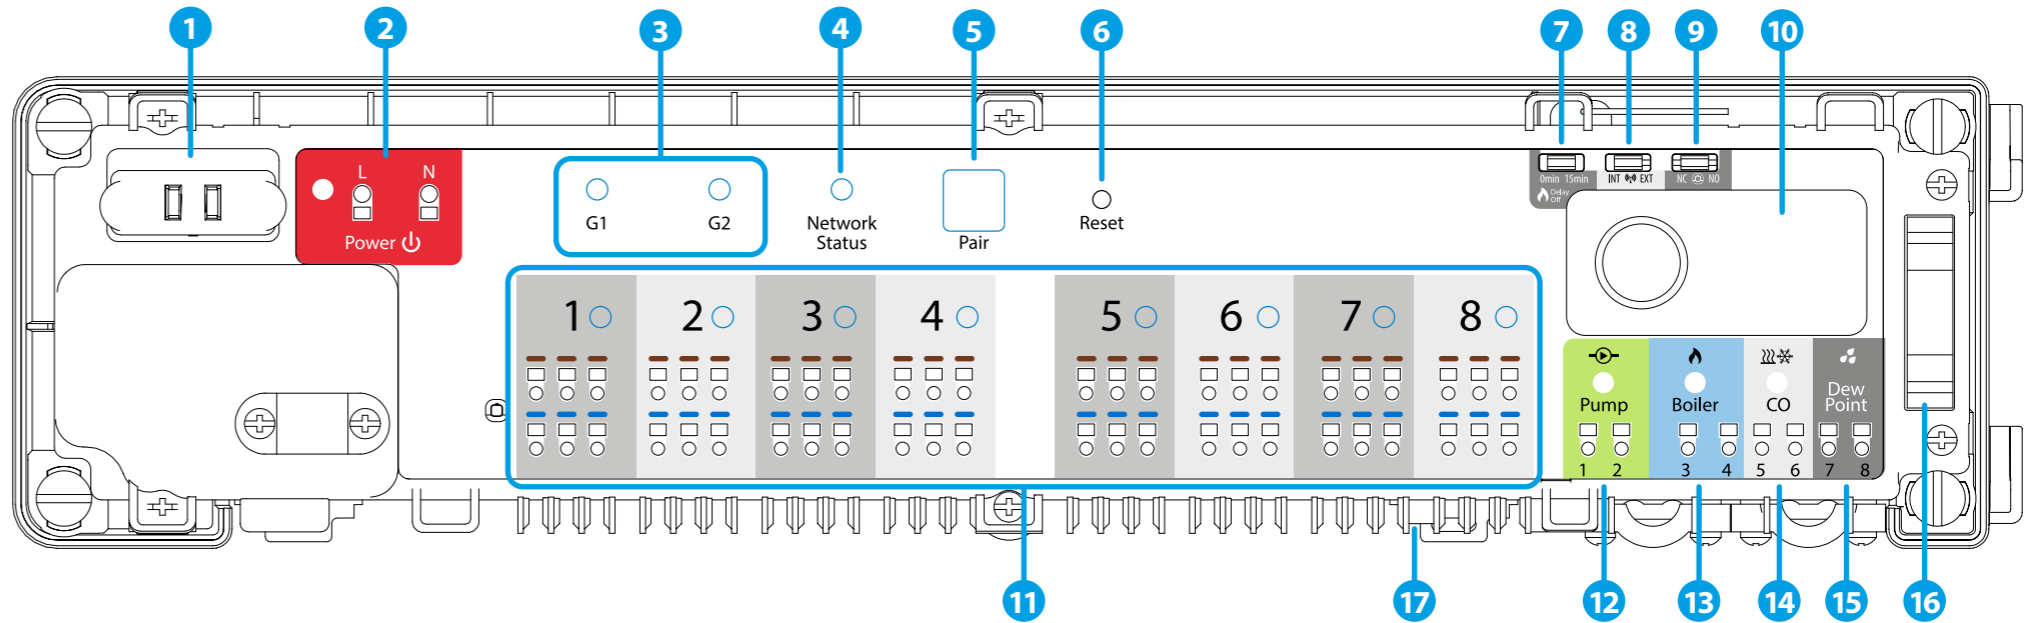 1 2 3 4 5 6 7 8 9 10
L N
Power
G1 G2
Network
Status
Pair
Reset
0min 15min
Delay
Off
INT EXT
NC NO
1 2 3 4 5 6 7 8
Pump
Boiler
CO
Dew
Point
1 2 3 4 5 6 7 8
11 17 12 13 14 15 16